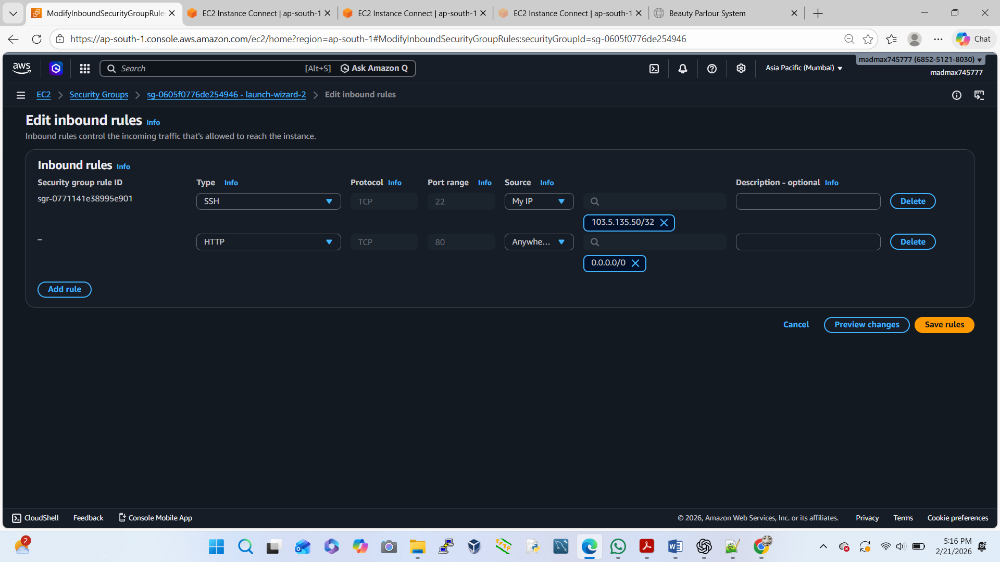 ModifyInboundSecurityGroupRules
EC2 Instance Connect | ap-south-1
EC2 Instance Connect | ap-south-1
EC2 Instance Connect | ap-south-1
Beauty Parlour System
https://ap-south-1.console.aws.amazon.com/ec2/home?region=ap-south-1#ModifyInboundSecurityGroupRules:securityGroupId=sg-0605f0776de254946
Chat
aws
Search
[Alt+S]
Ask Amazon Q
Asia Pacific (Mumbai)
madmax745777 (6852-5121-8030)
madmax745777
EC2
Security Groups
sg-0605f0776de254946 - launch-wizard-2
Edit inbound rules
Edit inbound rules Info
Inbound rules control the incoming traffic that's allowed to reach the instance.
Inbound rules Info
Security group rule ID
Type Info
Protocol Info
Port range Info
Source Info
Description - optional Info
sgr-0771141e38995e901
SSH
TCP
22
My IP
Delete
103.5.135.50/32
–
HTTP
TCP
80
Anywhe...
Delete
0.0.0.0/0
Add rule
Cancel
Preview changes
Save rules
CloudShell
Feedback
Console Mobile App
© 2026, Amazon Web Services, Inc. or its affiliates.
Privacy
Terms
Cookie preferences
2
TFTP
5:16 PM
2/21/2026